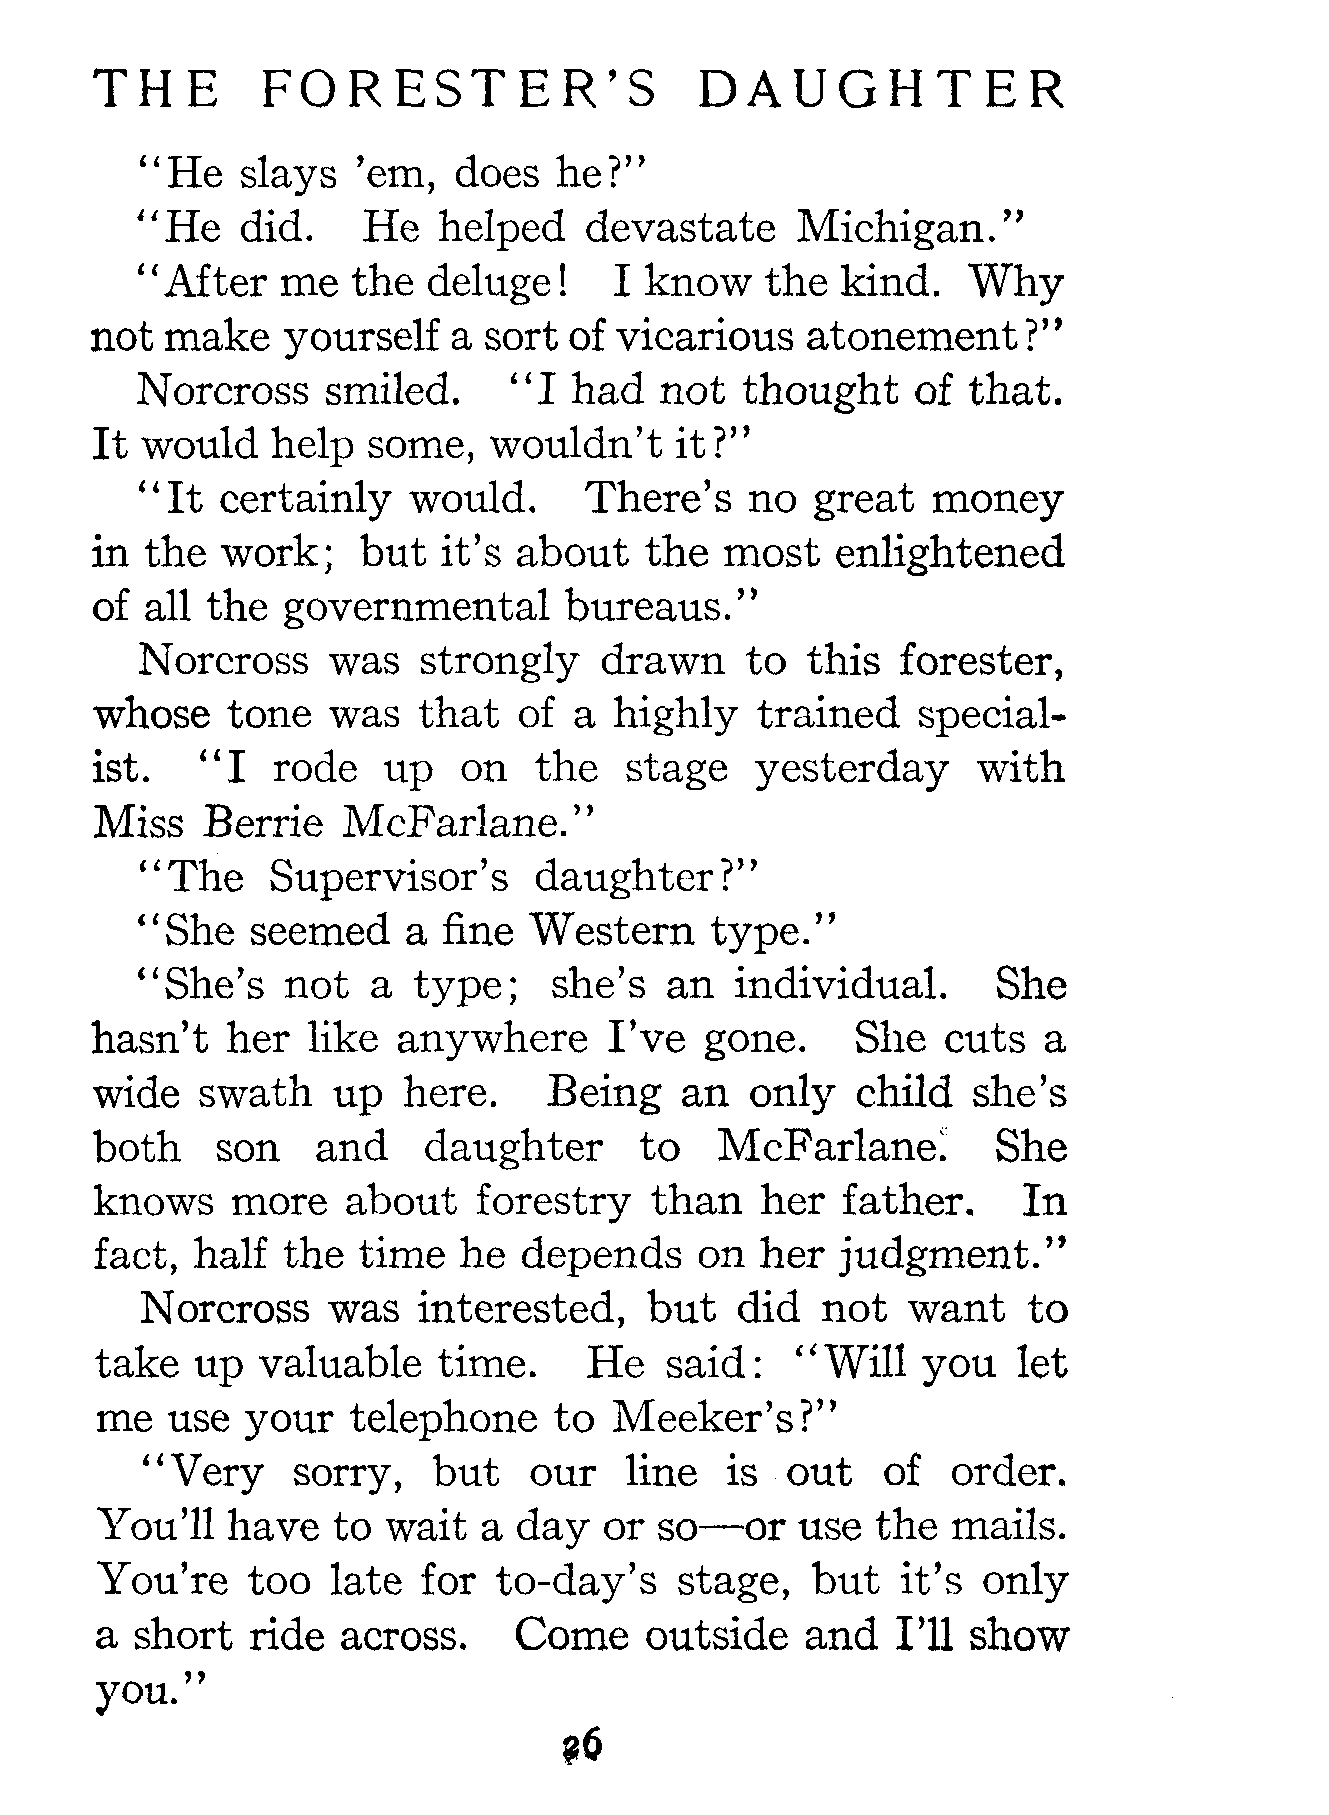 THE FORESTER'S DAUGHTER
"He slays 'em, does he?"
"He did. He helped devastate Michigan."
"After me the deluge! I know the kind. Why
not make yourself a sort of vicarious atonement?"
Norcross smiled. "I had not thought of that.
It would help some, wouldn't it?"
"It certainly would. There's no great money
in the work; but it's about the most enlightened
of all the governmental bureaus."
Norcross was strongly drawn to this forester,
whose tone was that of a highly trained special-
ist. "I rode up on the stage yesterday with
Miss Berrie McFarlane."
"The Supervisor's daughter?"
"She seemed a fine Western type."
"She's not a type; she's an individual. She
hasn't her like anywhere I've gone. She cuts a
wide swath up here. Being an only child she's
both son and daughter to McFarlane. She
knows more about forestry than her father. In
fact, half the time he depends on her judgment."
Norcross was interested, but did not want to
take up valuable time. He said: "Will you let
me use your telephone to Meeker's?"
"Very sorry, but our line is out of order.
You'll have to wait a day or so—or use the mails.
You're too late for to-day's stage, but it's only
a short ride across. Come outside and I'll show
you."
26